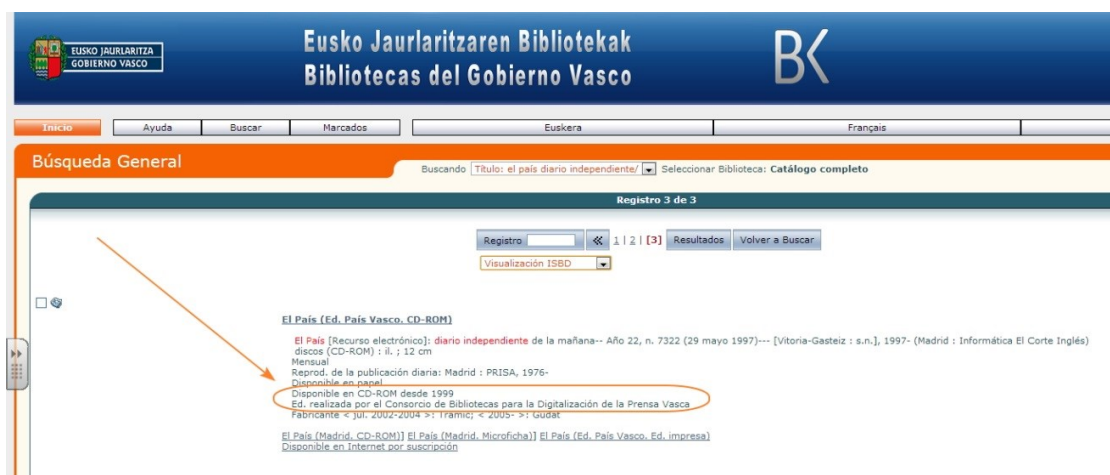 EUSKO JAURLARITZA
GOBIERNO VASCO
Eusko Jaurlaritzaren Bibliotekak
Bibliotecas del Gobierno Vasco
BK
Inicio Ayuda Buscar Marcados Euskera Français
Búsqueda General
Buscando Título: el país diario independiente/ Seleccionar Biblioteca: Catálogo completo
Registro 3 de 3
Registro « 1 | 2 | [3] Resultados Volver a Buscar
Visualización ISBD
El País (Ed. País Vasco. CD-ROM)
El País [Recurso electrónico]: diario independiente de la mañana-- Año 22, n. 7322 (29 mayo 1997)--- [Vitoria-Gasteiz : s.n.], 1997- (Madrid : Informática El Corte Inglés)
discos (CD-ROM) : il. ; 12 cm
Mensual
Reprod. de la publicación diaria: Madrid : PRISA, 1976-
Disponible en papel
Disponible en CD-ROM desde 1999
Ed. realizada por el Consorcio de Bibliotecas para la Digitalización de la Prensa Vasca
Fabricante < jul. 2002-2004 >: Tramic; < 2005- >: Gudat
El País (Madrid. CD-ROM)] El País (Madrid. Microficha)] El País (Ed. País Vasco. Ed. impresa)
Disponible en Internet por suscripción